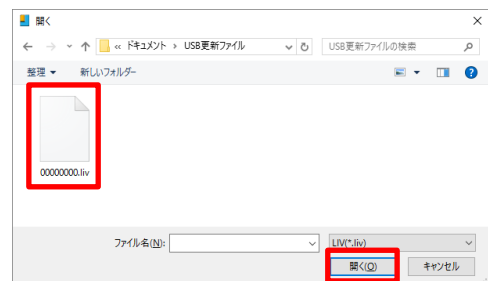 開く
« ドキュメント › USB更新ファイル
USB更新ファイルの検索
整理 新しいフォルダー
00000000.liv
ファイル名(N):
LIV(*.liv)
開く(O) キャンセル